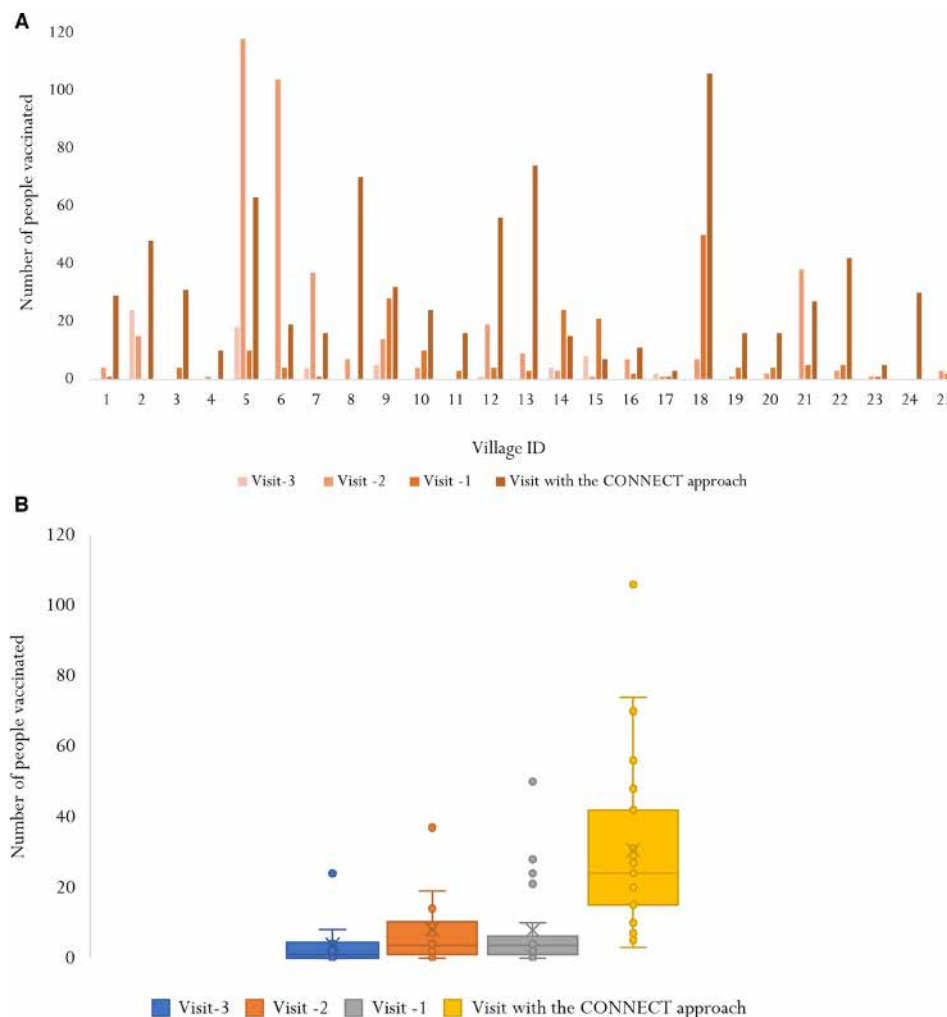 A
120
100
80
60
40
20
0
Number of people vaccinated
1 2 3 4 5 6 7 8 9 10 11 12 13 14 15 16 17 18 19 20 21 22 23 24
Village ID
Visit-3 Visit -2 Visit -1 Visit with the CONNECT approach
B
120
100
80
60
40
20
0
Number of people vaccinated
Visit-3 Visit -2 Visit -1 Visit with the CONNECT approach